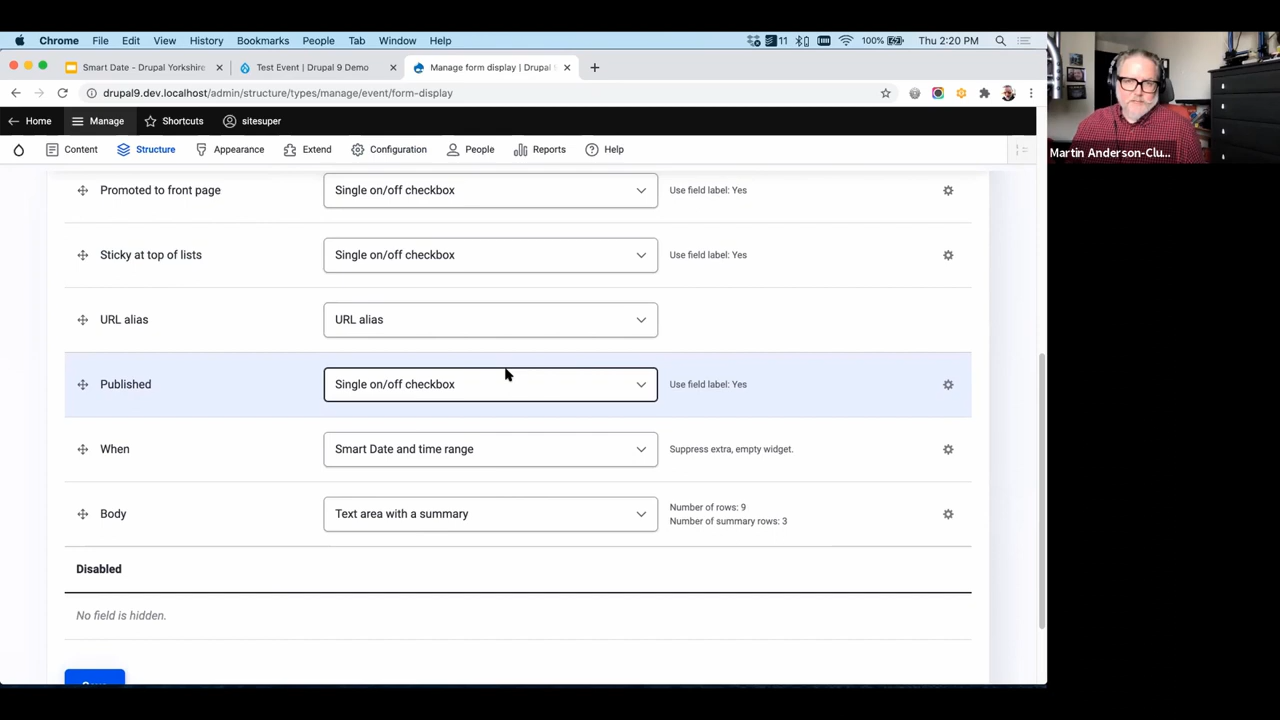 Chrome File Edit View History Bookmarks People Tab Window Help 11 100% Thu 2:20 PM
Smart Date - Drupal Yorkshire Test Event | Drupal 9 Demo Manage form display | Drupal
drupal9.dev.localhost/admin/structure/types/manage/event/form-display
Home Manage Shortcuts sitesuper
Content Structure Appearance Extend Configuration People Reports Help
Martin Anderson-Clu...
Promoted to front page Single on/off checkbox Use field label: Yes
Sticky at top of lists Single on/off checkbox Use field label: Yes
URL alias URL alias
Published Single on/off checkbox Use field label: Yes
When Smart Date and time range Suppress extra, empty widget.
Body Text area with a summary Number of rows: 9
Number of summary rows: 3
Disabled
No field is hidden.